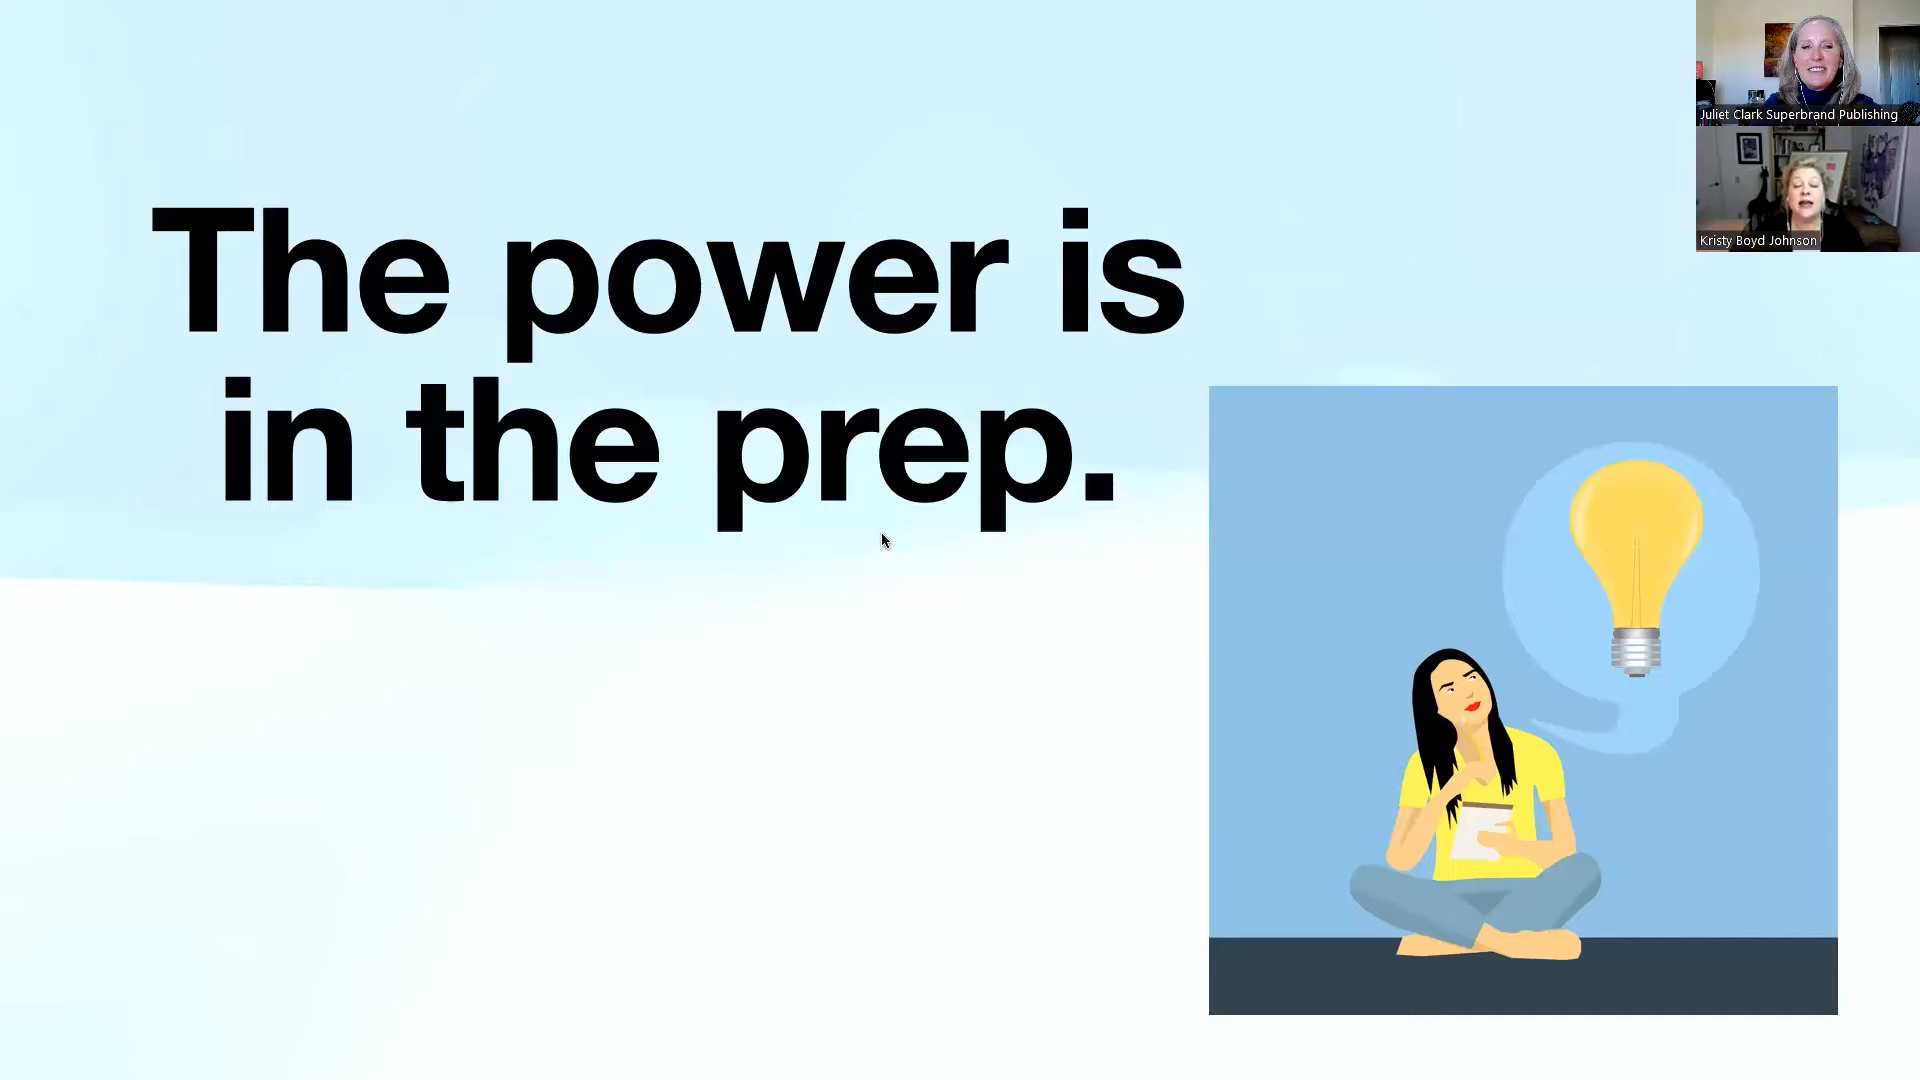 The power is
in the prep.
Juliet Clark Superbrand Publishing
Kristy Boyd Johnson